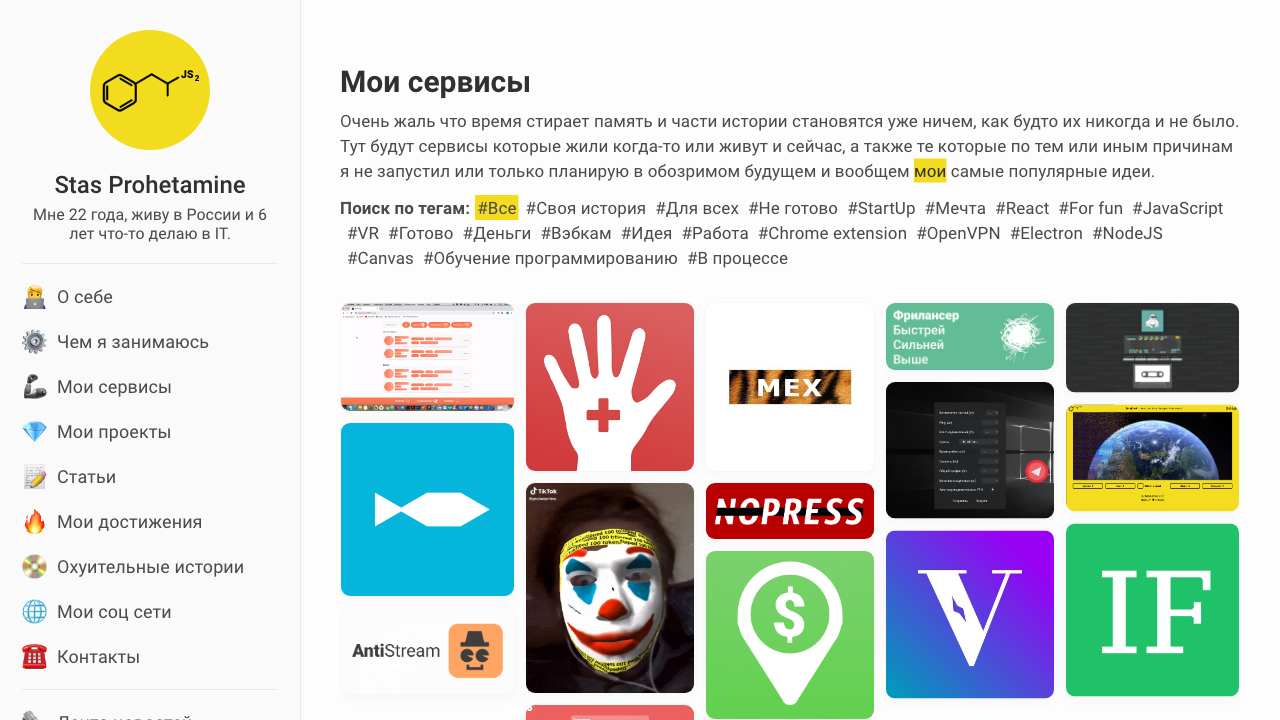 JS2
Stas Prohetamine
Мне 22 года, живу в России и 6
лет что-то делаю в IT.
О себе
Чем я занимаюсь
Мои сервисы
Мои проекты
Статьи
Мои достижения
Охуительные истории
Мои соц сети
Контакты
Мои сервисы
Очень жаль что время стирает память и части истории становятся уже ничем, как будто их никогда и не было.
Тут будут сервисы которые жили когда-то или живут и сейчас, а также те которые по тем или иным причинам
я не запустил или только планирую в обозримом будущем и вообщем мои самые популярные идеи.
Поиск по тегам: #Все #Своя история #Для всех #Не готово #StartUp #Мечта #React #For fun #JavaScript
#VR #Готово #Деньги #Вэбкам #Идея #Работа #Chrome extension #OpenVPN #Electron #NodeJS
#Canvas #Обучение программированию #В процессе
AntiStream
TikTok
MEX
NOPRESS
$
Фрилансер
Быстрей
Сильней
Выше
V
IF